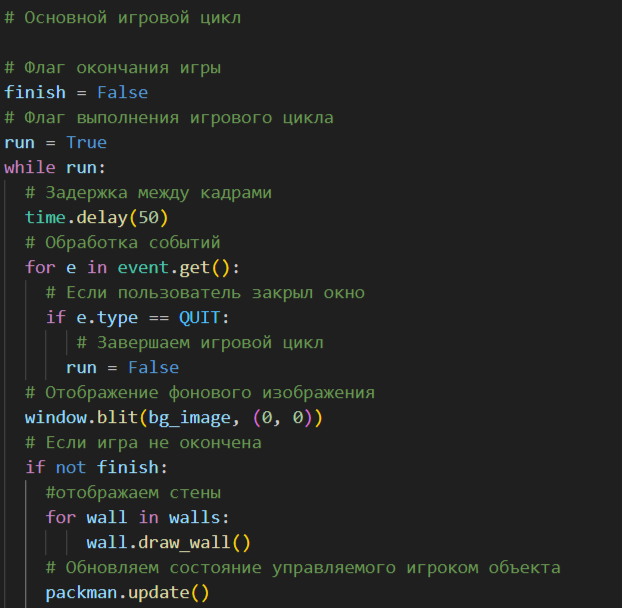 # Основной игровой цикл
# Флаг окончания игры
finish = False
# Флаг выполнения игрового цикла
run = True
while run:
# Задержка между кадрами
time.delay(50)
# Обработка событий
for e in event.get():
# Если пользователь закрыл окно
if e.type == QUIT:
# Завершаем игровой цикл
run = False
# Отображение фонового изображения
window.blit(bg_image, (0, 0))
# Если игра не окончена
if not finish:
#отображаем стены
for wall in walls:
wall.draw_wall()
# Обновляем состояние управляемого игроком объекта
packman.update()